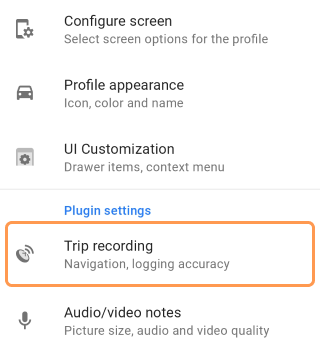 Configure screen
Select screen options for the profile
Profile appearance
Icon, color and name
UI Customization
Drawer items, context menu
Plugin settings
Trip recording
Navigation, logging accuracy
Audio/video notes
Picture size, audio and video quality